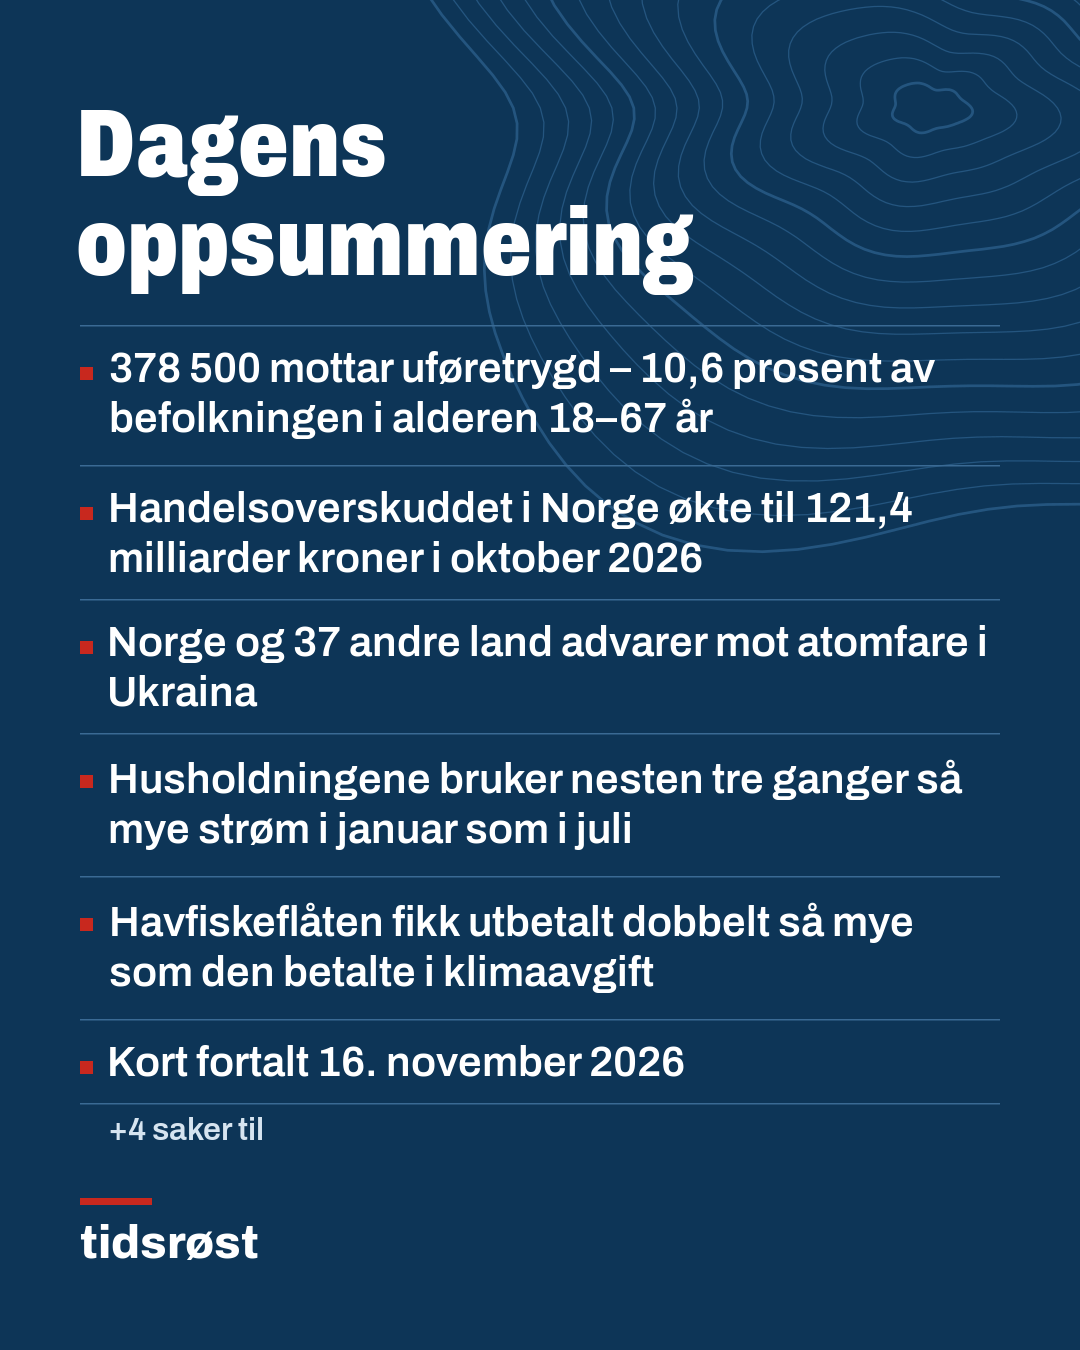 Dagens
oppsummering
378 500 mottar uføretrygd – 10,6 prosent av
befolkningen i alderen 18–67 år
Handelsoverskuddet i Norge økte til 121,4
milliarder kroner i oktober 2026
Norge og 37 andre land advarer mot atomfare i
Ukraina
Husholdningene bruker nesten tre ganger så
mye strøm i januar som i juli
Havfiskeflåten fikk utbetalt dobbelt så mye
som den betalte i klimaavgift
Kort fortalt 16. november 2026
+4 saker til
tidsrøst